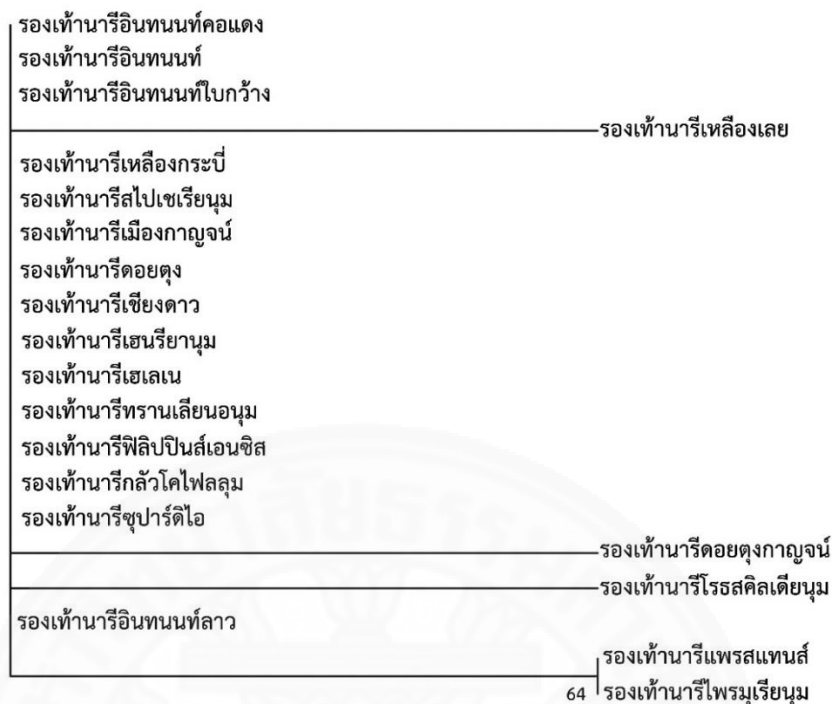 รองเท้านารีอินทนนท์คอแดง
รองเท้านารีอินทนนท์
รองเท้านารีอินทนนท์ใบกว้าง
รองเท้านารีเหลืองเลย
รองเท้านารีเหลืองกระบี่
รองเท้านารีสไปเชเรียนุม
รองเท้านารีเมืองกาญจน์
รองเท้านารีดอยตุง
รองเท้านารีเชียงดาว
รองเท้านารีเฮนรียานุม
รองเท้านารีเฮเลเน
รองเท้านารีทรานเลียนอนุม
รองเท้านารีฟิลิปปินส์เอนซิส
รองเท้านารีกลัวโคไฟลลุม
รองเท้านารีซุปาร์ดิไอ
รองเท้านารีดอยตุงกาญจน์
รองเท้านารีโรธสคิลเดียนุม
รองเท้านารีอินทนนท์ลาว
รองเท้านารีแพรสแทนส์
64 รองเท้านารีไพรมุเรียนุม